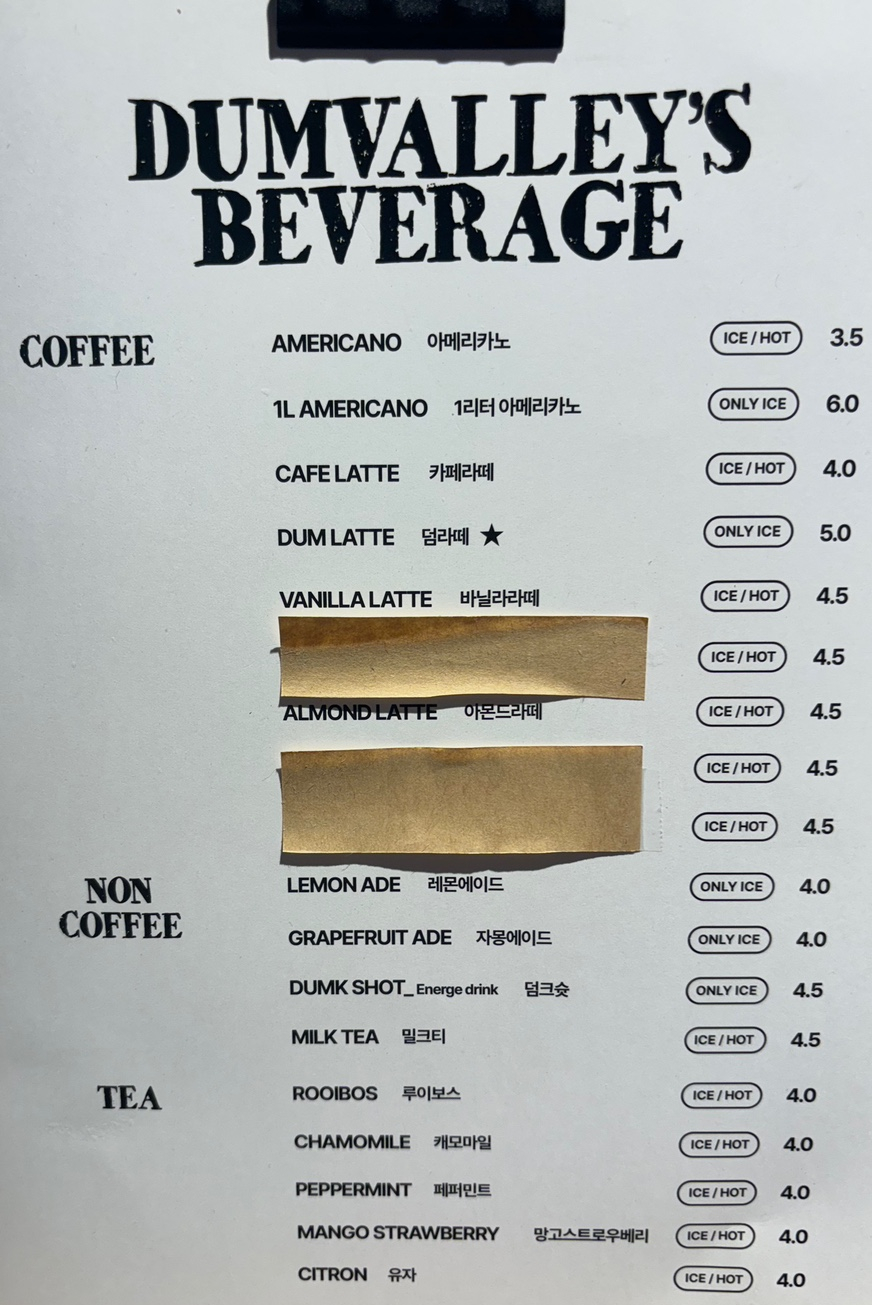 DUMVALLEY'S
BEVERAGE
COFFEE
AMERICANO 아메리카노 ICE / HOT 3.5
1L AMERICANO 1리터 아메리카노 ONLY ICE 6.0
CAFE LATTE 카페라떼 ICE / HOT 4.0
DUM LATTE 덤라떼 ★ ONLY ICE 5.0
VANILLA LATTE 바닐라라떼 ICE / HOT 4.5
ICE / HOT 4.5
ALMOND LATTE 아몬드라떼 ICE / HOT 4.5
ICE / HOT 4.5
ICE / HOT 4.5
NON
COFFEE
LEMON ADE 레몬에이드 ONLY ICE 4.0
GRAPEFRUIT ADE 자몽에이드 ONLY ICE 4.0
DUMK SHOT_ Energe drink 덤크슛 ONLY ICE 4.5
MILK TEA 밀크티 ICE / HOT 4.5
TEA
ROOIBOS 루이보스 ICE / HOT 4.0
CHAMOMILE 캐모마일 ICE / HOT 4.0
PEPPERMINT 페퍼민트 ICE / HOT 4.0
MANGO STRAWBERRY 망고스트로우베리 ICE / HOT 4.0
CITRON 유자 ICE / HOT 4.0